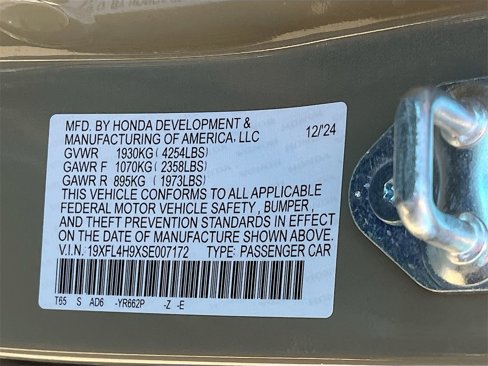 MFD. BY HONDA DEVELOPMENT &
MANUFACTURING OF AMERICA, LLC 12/'24
GVWR 1930KG ( 4254LBS)
GAWR F 1070KG ( 2358LBS)
GAWR R 895KG ( 1973LBS)
THIS VEHICLE CONFORMS TO ALL APPLICABLE
FEDERAL MOTOR VEHICLE SAFETY , BUMPER ,
AND THEFT PREVENTION STANDARDS IN EFFECT
ON THE DATE OF MANUFACTURE SHOWN ABOVE.
V.I.N. 19XFL4H9XSE007172 TYPE: PASSENGER CAR
T65 S AD6 -YR662P -Z -E